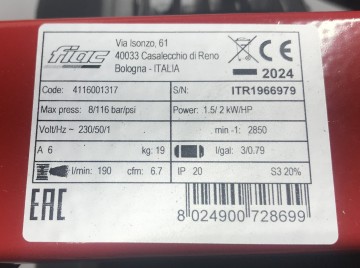 fiac
Via Isonzo, 61
40033 Casalecchio di Reno
Bologna - ITALIA
CE
2024
Code: 4116001317
S/N: ITR1966979
Max press: 8/116 bar/psi
Power: 1.5/ 2 kW/HP
Volt/Hz ~ 230/50/1
min -1: 2850
A 6
kg: 19
l/gal: 3/0.79
l/min: 190 cfm: 6.7
IP 20
S3 20%
EAC
8 024900 728699